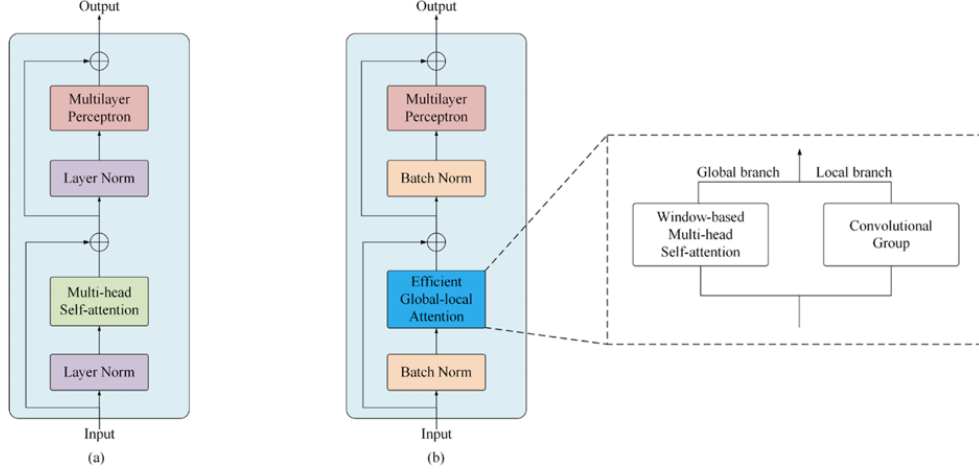 Output
Multilayer
Perceptron
Layer Norm
Multi-head
Self-attention
Layer Norm
Input
(a)
Output
Multilayer
Perceptron
Batch Norm
Efficient
Global-local
Attention
Batch Norm
Input
(b)
Global branch
Local branch
Window-based
Multi-head
Self-attention
Convolutional
Group